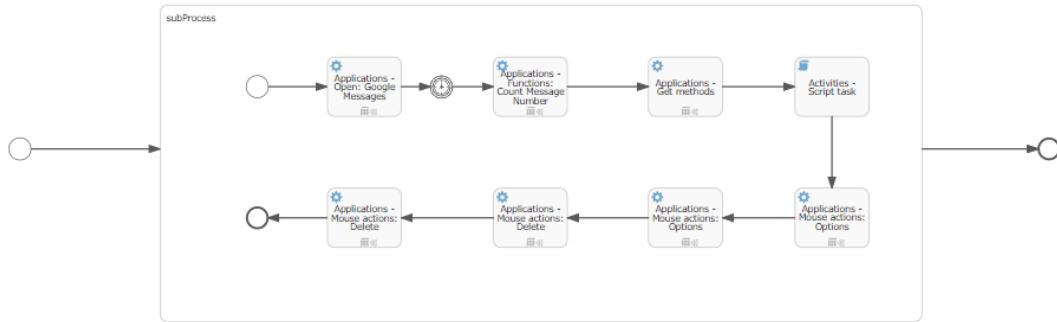 subProcess
Applications -
Open: Google
Messages
Applications -
Functions:
Count Message
Number
Applications -
Get methods
Activities -
Script task
Applications -
Mouse actions:
Delete
Applications -
Mouse actions:
Delete
Applications -
Mouse actions:
Options
Applications -
Mouse actions:
Options